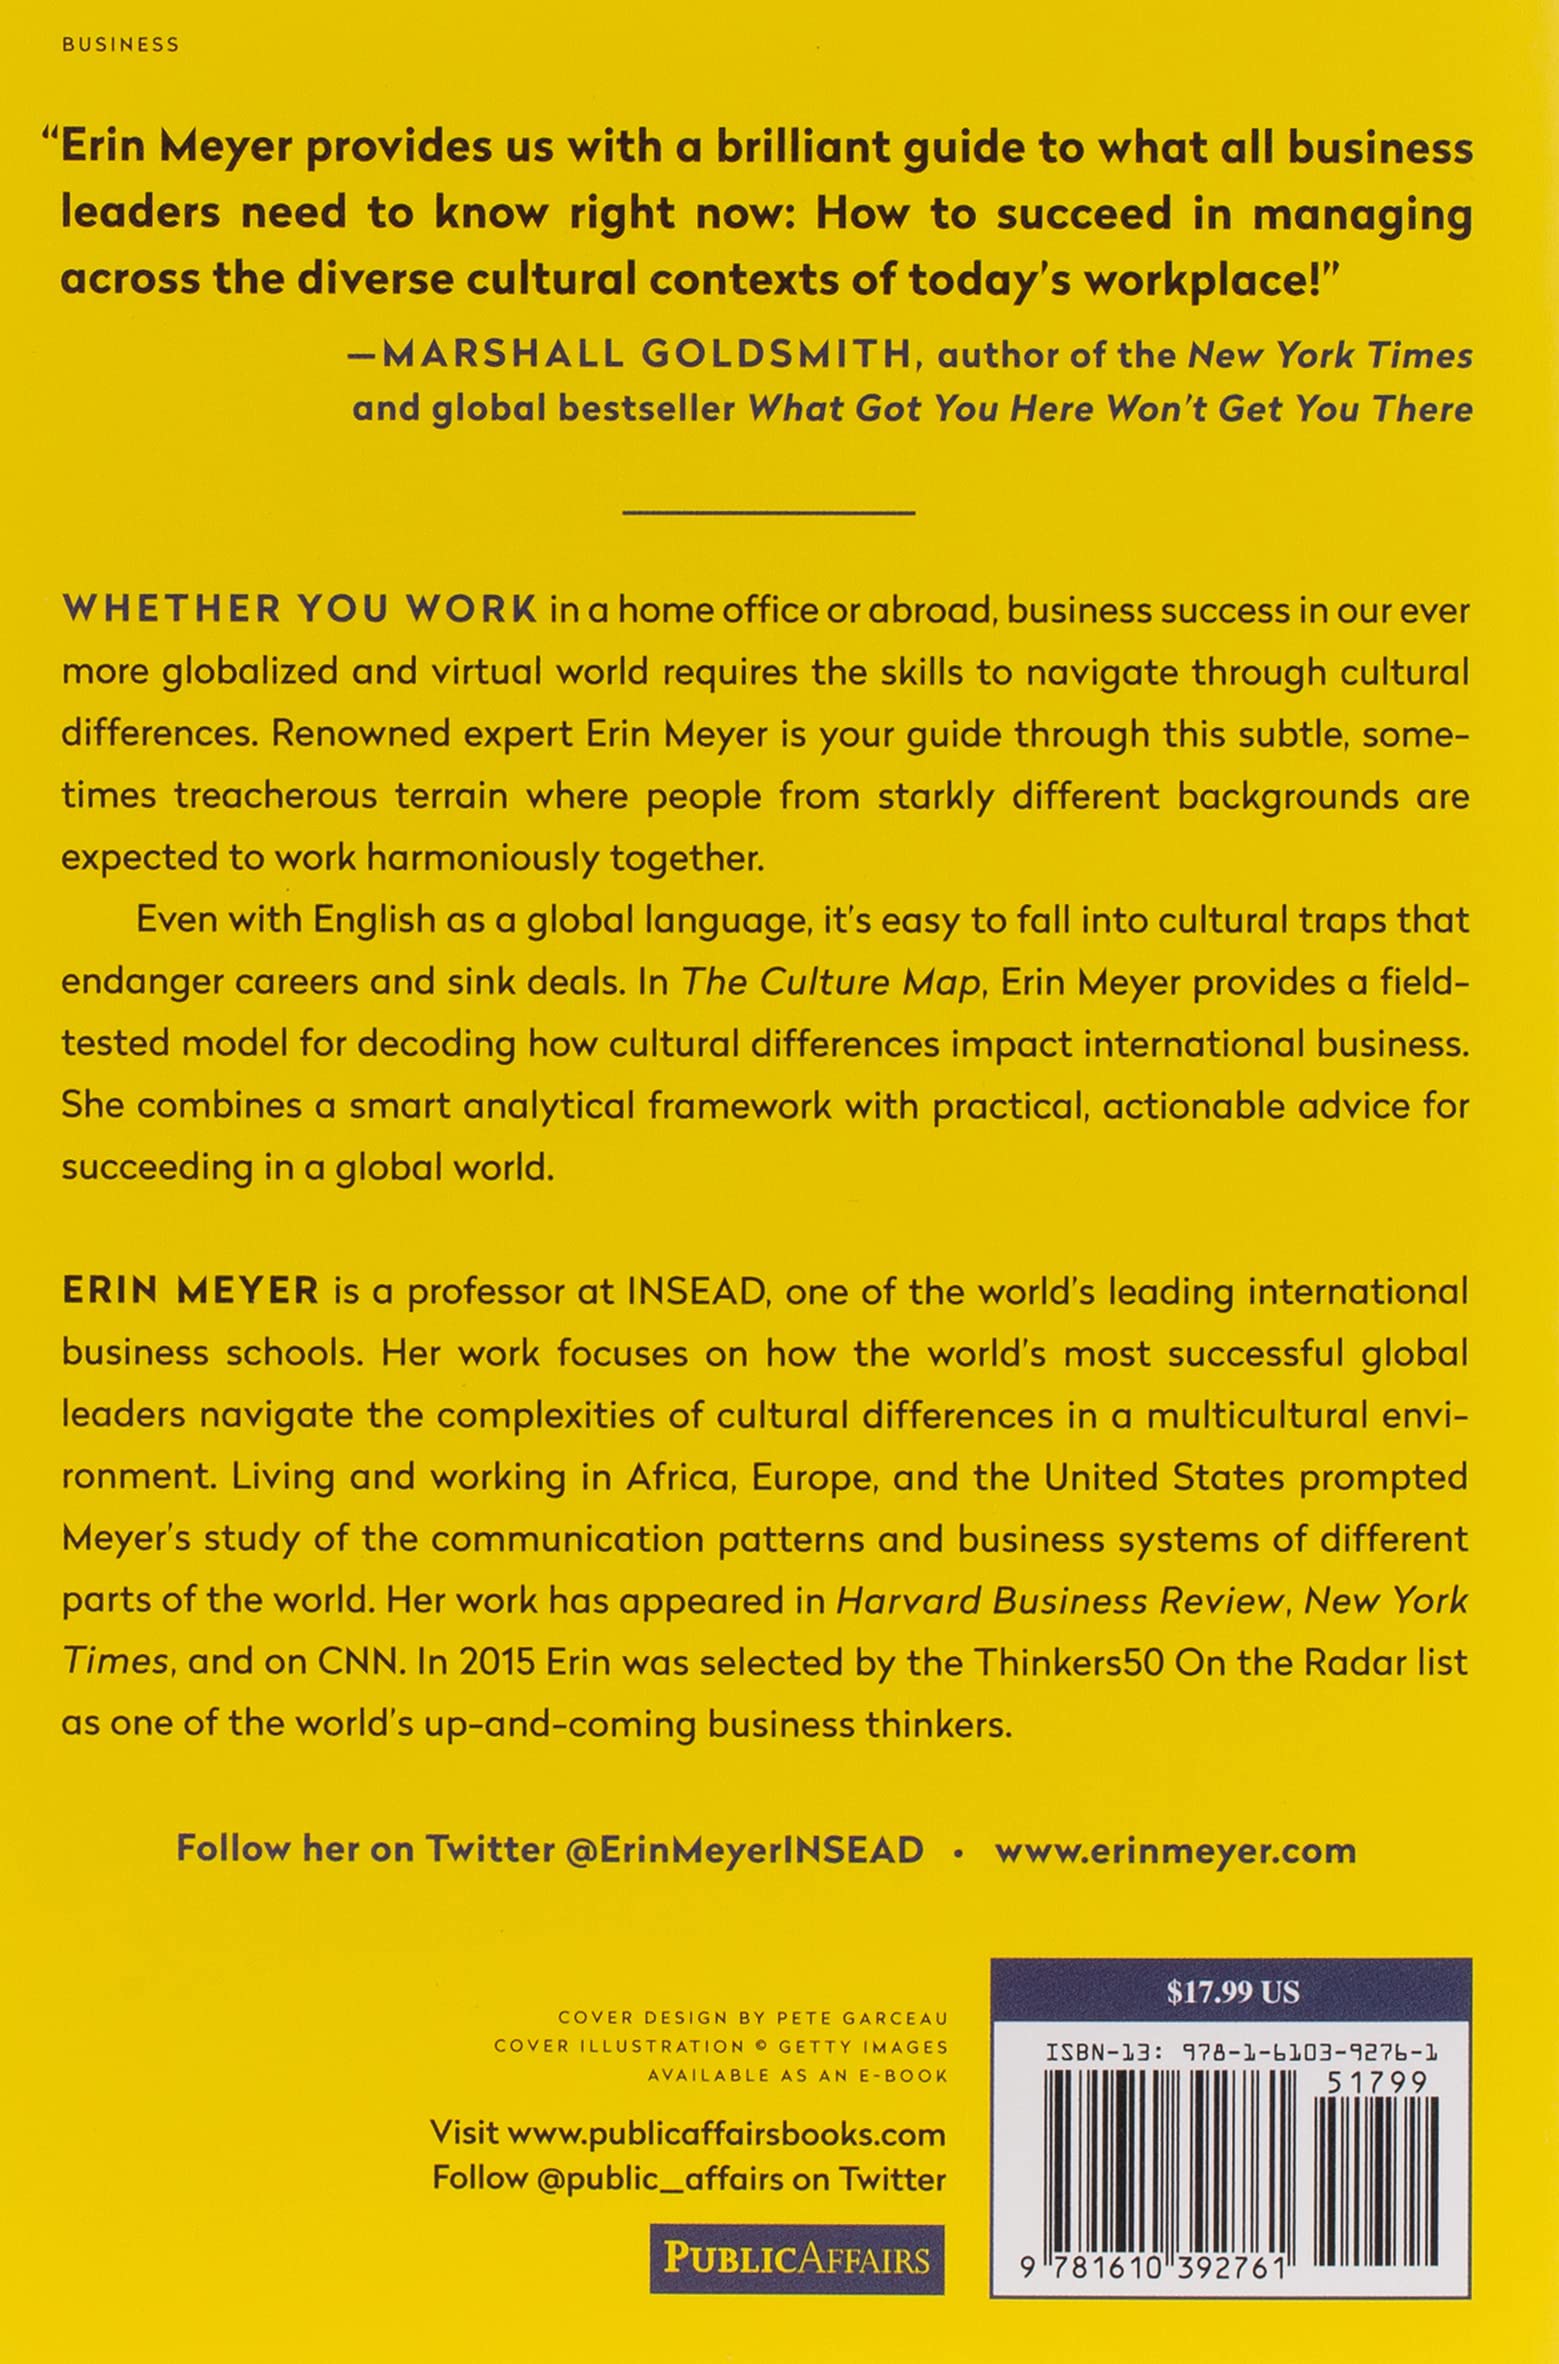 BUSINESS
“Erin Meyer provides us with a brilliant guide to what all business
leaders need to know right now: How to succeed in managing
across the diverse cultural contexts of today’s workplace!”
—MARSHALL GOLDSMITH, author of the New York Times
and global bestseller What Got You Here Won’t Get You There
WHETHER YOU WORK in a home office or abroad, business success in our ever
more globalized and virtual world requires the skills to navigate through cultural
differences. Renowned expert Erin Meyer is your guide through this subtle, some-
times treacherous terrain where people from starkly different backgrounds are
expected to work harmoniously together.
Even with English as a global language, it’s easy to fall into cultural traps that
endanger careers and sink deals. In The Culture Map, Erin Meyer provides a field-
tested model for decoding how cultural differences impact international business.
She combines a smart analytical framework with practical, actionable advice for
succeeding in a global world.
ERIN MEYER is a professor at INSEAD, one of the world’s leading international
business schools. Her work focuses on how the world’s most successful global
leaders navigate the complexities of cultural differences in a multicultural envi-
ronment. Living and working in Africa, Europe, and the United States prompted
Meyer’s study of the communication patterns and business systems of different
parts of the world. Her work has appeared in Harvard Business Review, New York
Times, and on CNN. In 2015 Erin was selected by the Thinkers50 On the Radar list
as one of the world’s up-and-coming business thinkers.
Follow her on Twitter @ErinMeyerINSEAD • www.erinmeyer.com
COVER DESIGN BY PETE GARCEAU
COVER ILLUSTRATION © GETTY IMAGES
AVAILABLE AS AN E-BOOK
Visit www.publicaffairsbooks.com
Follow @public_affairs on Twitter
PUBLICAFFAIRS
$17.99 US
ISBN-13: 978-1-6103-9276-1
51799
9 781610 392761